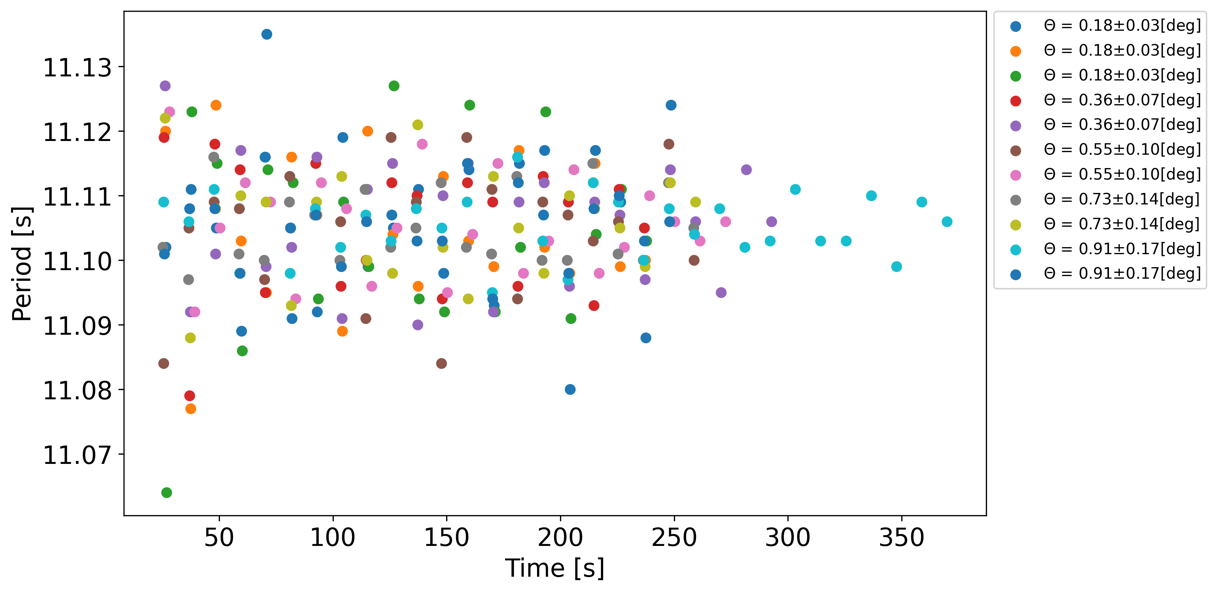 11.13
11.12
11.11
11.10
11.09
11.08
11.07
Period [s]
50 100 150 200 250 300 350
Time [s]
Θ = 0.18±0.03[deg]
Θ = 0.18±0.03[deg]
Θ = 0.18±0.03[deg]
Θ = 0.36±0.07[deg]
Θ = 0.36±0.07[deg]
Θ = 0.55±0.10[deg]
Θ = 0.55±0.10[deg]
Θ = 0.73±0.14[deg]
Θ = 0.73±0.14[deg]
Θ = 0.91±0.17[deg]
Θ = 0.91±0.17[deg]